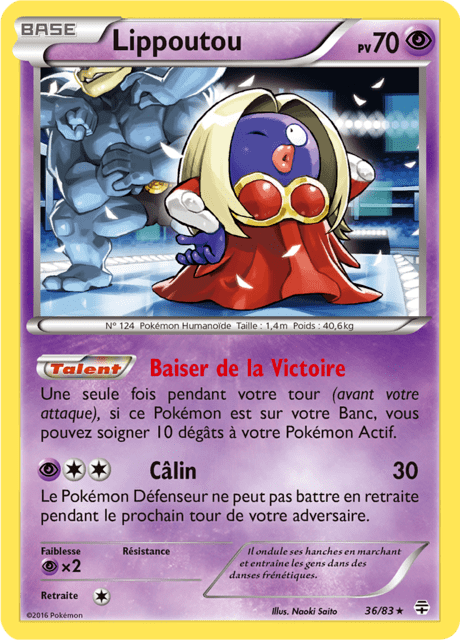 BASE
Lippoutou
PV70
N° 124 Pokémon Humanoïde Taille : 1,4m Poids : 40,6kg
Talent Baiser de la Victoire
Une seule fois pendant votre tour (avant votre
attaque), si ce Pokémon est sur votre Banc, vous
pouvez soigner 10 dégâts à votre Pokémon Actif.
Câlin 30
Le Pokémon Défenseur ne peut pas battre en retraite
pendant le prochain tour de votre adversaire.
Faiblesse Résistance
×2
Il ondule ses hanches en marchant
et entraîne les gens dans des
danses frénétiques.
Retraite
©2016 Pokémon
Illus. Naoki Saito
36/83★